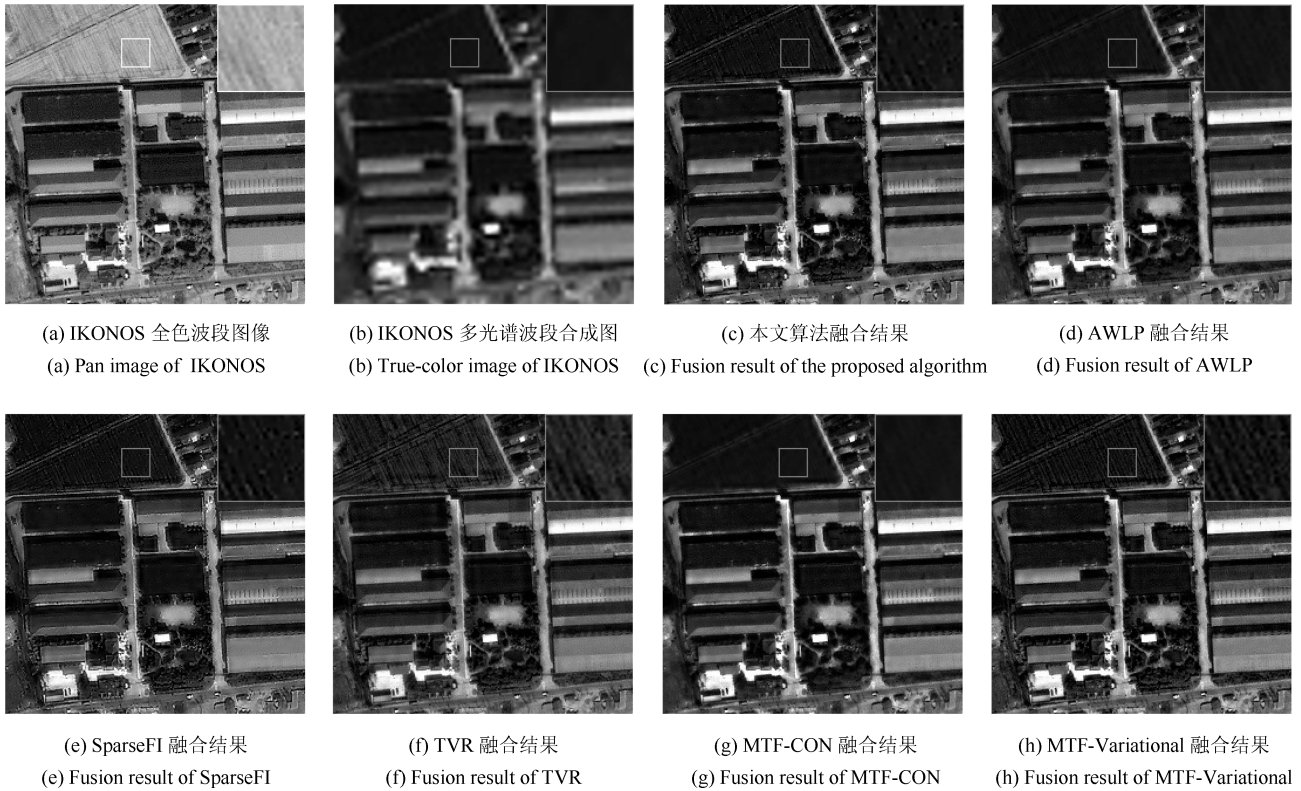 (a) IKONOS 全色波段图像
(a) Pan image of IKONOS
(b) IKONOS 多光谱波段合成图
(b) True-color image of IKONOS
(c) 本文算法融合结果
(c) Fusion result of the proposed algorithm
(d) AWLP 融合结果
(d) Fusion result of AWLP
(e) SparseFI 融合结果
(e) Fusion result of SparseFI
(f) TVR 融合结果
(f) Fusion result of TVR
(g) MTF-CON 融合结果
(g) Fusion result of MTF-CON
(h) MTF-Variational 融合结果
(h) Fusion result of MTF-Variational